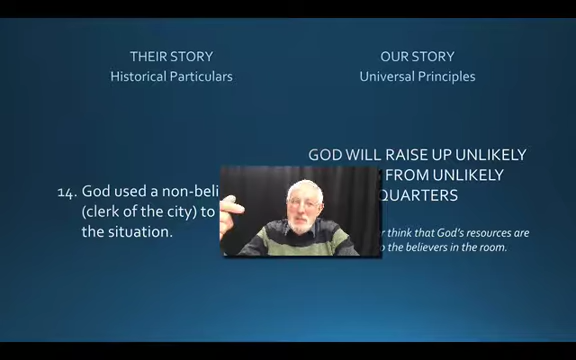 THEIR STORY
Historical Particulars
14. God used a non-beli
(clerk of the city) to
the situation.
OUR STORY
Universal Principles
GOD WILL RAISE UP UNLIKELY
FROM UNLIKELY
QUARTERS
think that God's resources are
the believers in the room.